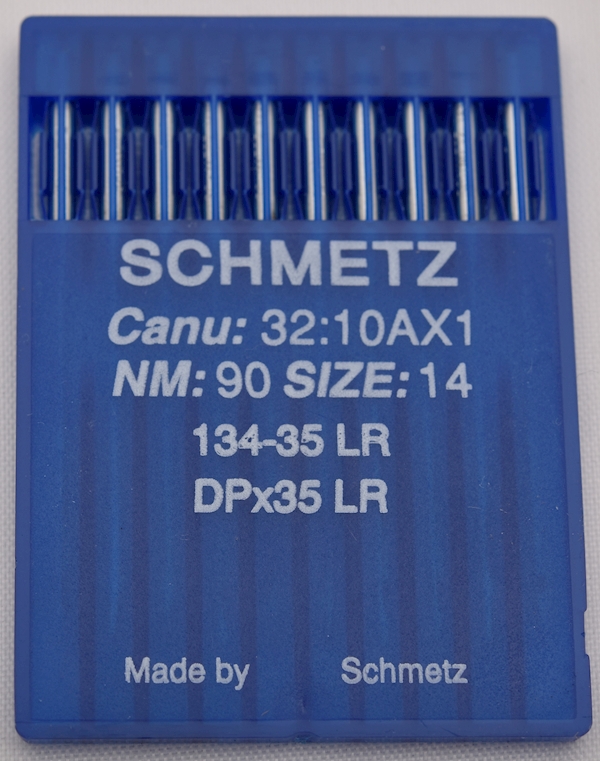 SCHMETZ
Canu: 32:10AX1
NM: 90 SIZE: 14
134-35 LR
DPx35 LR
Made by Schmetz